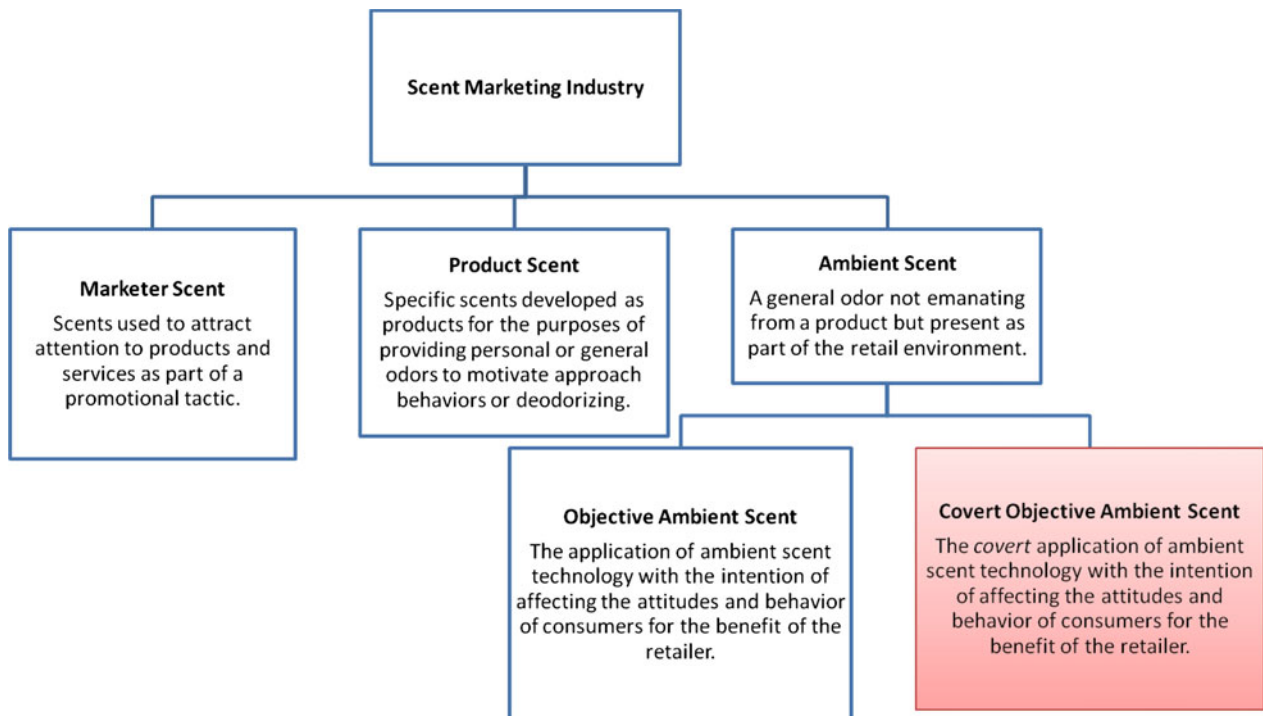 Scent Marketing Industry
Marketer Scent
Scents used to attract
attention to products and
services as part of a
promotional tactic.
Product Scent
Specific scents developed as
products for the purposes of
providing personal or general
odors to motivate approach
behaviors or deodorizing.
Ambient Scent
A general odor not emanating
from a product but present as
part of the retail environment.
Objective Ambient Scent
The application of ambient scent
technology with the intention of
affecting the attitudes and behavior
of consumers for the benefit of the
retailer.
Covert Objective Ambient Scent
The covert application of ambient
scent technology with the intention
of affecting the attitudes and
behavior of consumers for the
benefit of the retailer.